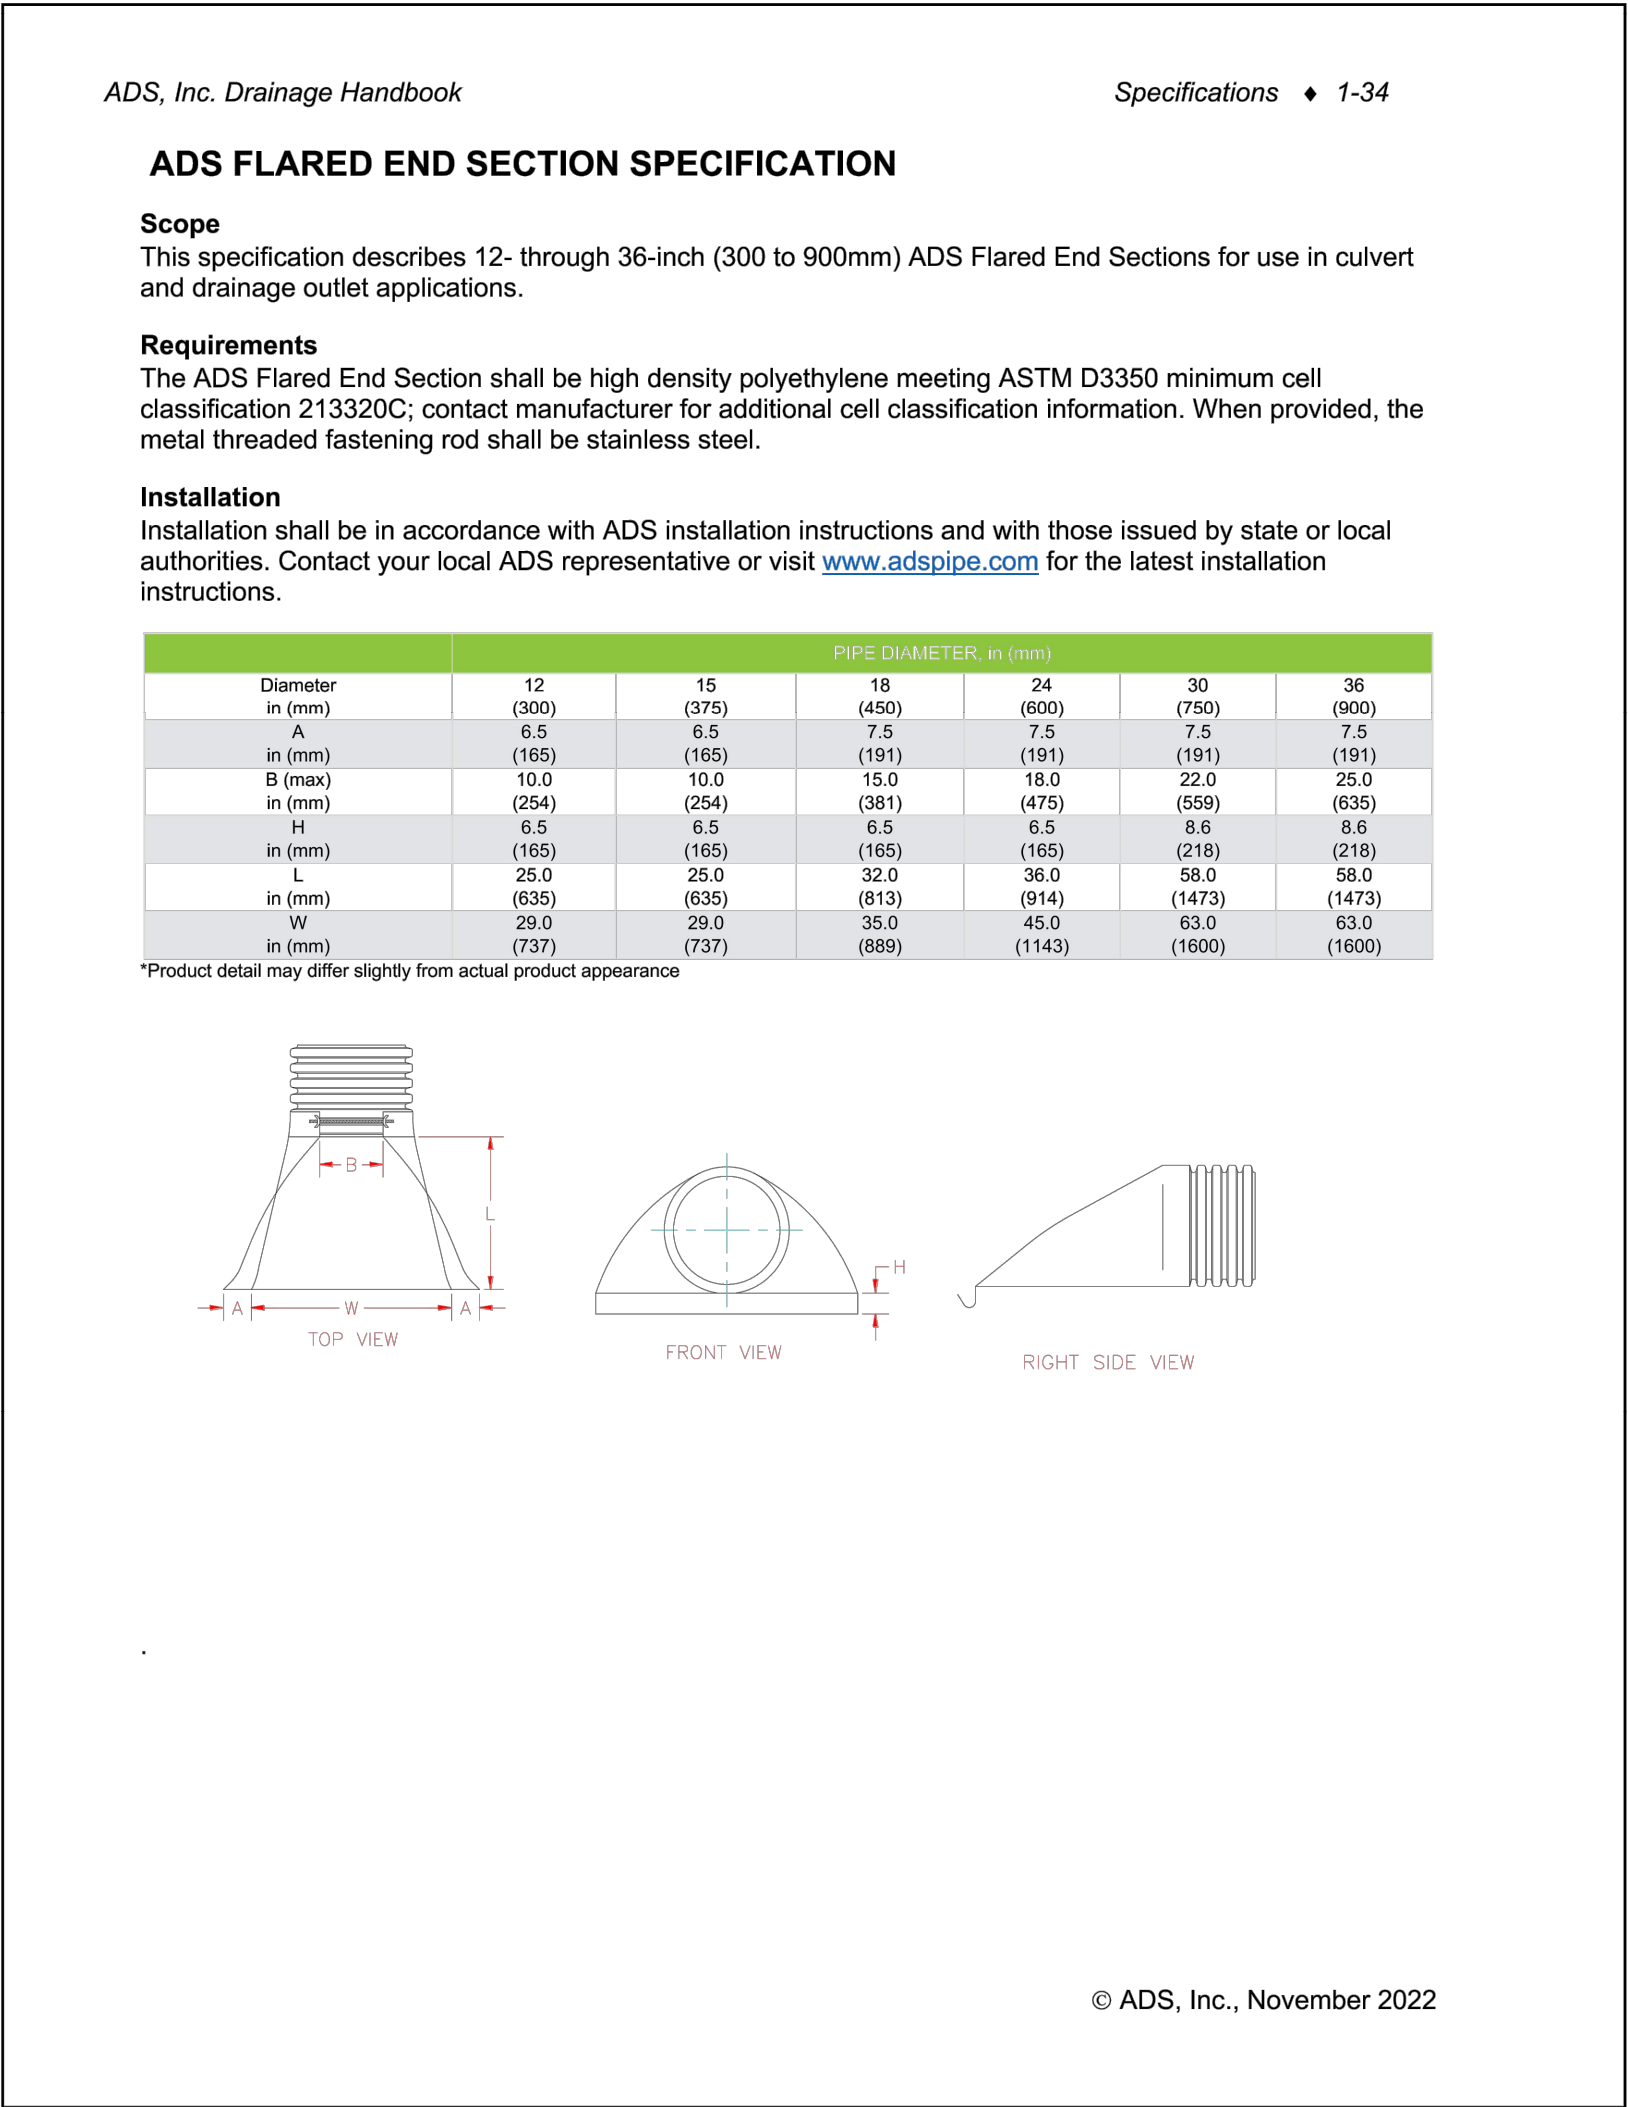 ADS, Inc. Drainage Handbook Specifications ♦ 1-34
ADS FLARED END SECTION SPECIFICATION
Scope
This specification describes 12- through 36-inch (300 to 900mm) ADS Flared End Sections for use in culvert
and drainage outlet applications.
Requirements
The ADS Flared End Section shall be high density polyethylene meeting ASTM D3350 minimum cell
classification 213320C; contact manufacturer for additional cell classification information. When provided, the
metal threaded fastening rod shall be stainless steel.
Installation
Installation shall be in accordance with ADS installation instructions and with those issued by state or local
authorities. Contact your local ADS representative or visit www.adspipe.com for the latest installation
instructions.
PIPE DIAMETER, in (mm)
Diameter 12 15 18 24 30 36
in (mm) (300) (375) (450) (600) (750) (900)
A 6.5 6.5 7.5 7.5 7.5 7.5
in (mm) (165) (165) (191) (191) (191) (191)
B (max) 10.0 10.0 15.0 18.0 22.0 25.0
in (mm) (254) (254) (381) (475) (559) (635)
H 6.5 6.5 6.5 6.5 8.6 8.6
in (mm) (165) (165) (165) (165) (218) (218)
L 25.0 25.0 32.0 36.0 58.0 58.0
in (mm) (635) (635) (813) (914) (1473) (1473)
W 29.0 29.0 35.0 45.0 63.0 63.0
in (mm) (737) (737) (889) (1143) (1600) (1600)
*Product detail may differ slightly from actual product appearance
B
L
A W A
TOP VIEW
H
FRONT VIEW
RIGHT SIDE VIEW
.
© ADS, Inc., November 2022